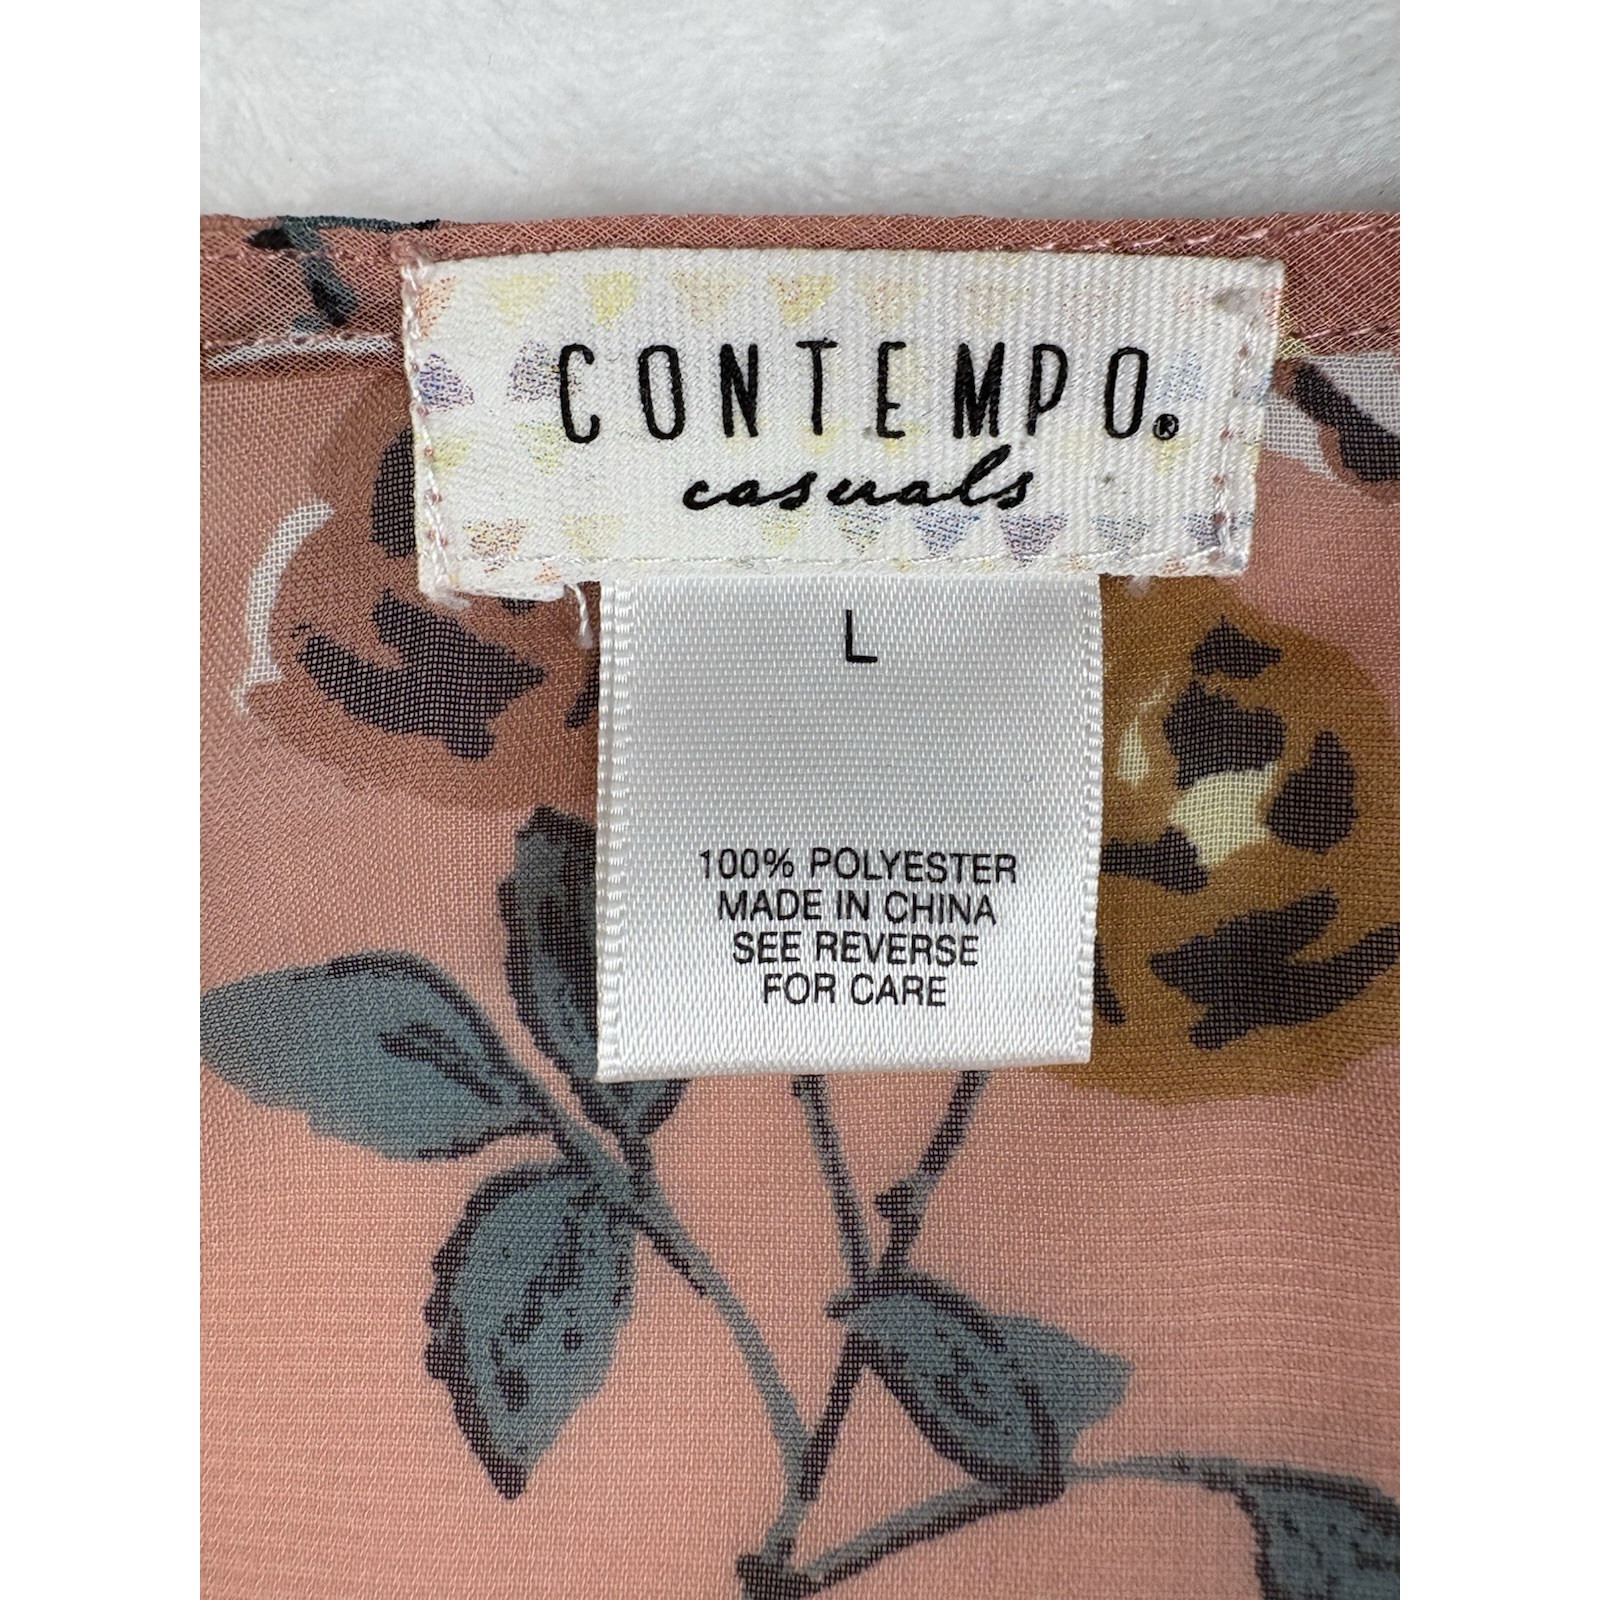 CONTEMPO®
casuals
L
100% POLYESTER
MADE IN CHINA
SEE REVERSE
FOR CARE